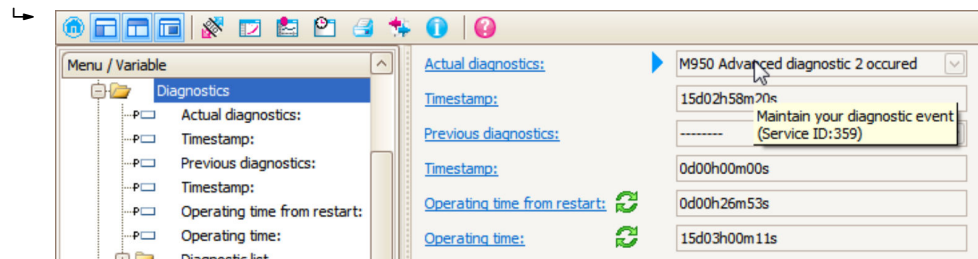 Menu / Variable
Diagnostics
Actual diagnostics:
Timestamp:
Previous diagnostics:
Timestamp:
Operating time from restart:
Operating time:
Diagnostic list
Actual diagnostics: M950 Advanced diagnostic 2 occured
Timestamp: 15d02h58m20s
Maintain your diagnostic event
(Service ID:359)
Previous diagnostics: --------
Timestamp: 0d00h00m00s
Operating time from restart: 0d00h26m53s
Operating time: 15d03h00m11s